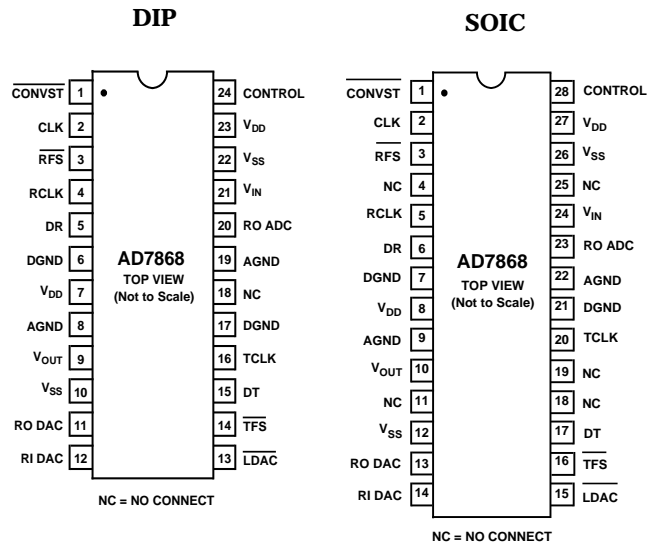 DIP
CONVST 1 24 CONTROL
CLK 2 23 VDD
RFS 3 22 VSS
RCLK 4 21 VIN
DR 5 20 RO ADC
DGND 6 19 AGND
VDD 7 18 NC
AGND 8 17 DGND
VOUT 9 16 TCLK
VSS 10 15 DT
RO DAC 11 14 TFS
RI DAC 12 13 LDAC
AD7868
TOP VIEW
(Not to Scale)
NC = NO CONNECT
SOIC
CONVST 1 28 CONTROL
CLK 2 27 VDD
RFS 3 26 VSS
NC 4 25 NC
RCLK 5 24 VIN
DR 6 23 RO ADC
DGND 7 22 AGND
VDD 8 21 DGND
AGND 9 20 TCLK
VOUT 10 19 NC
NC 11 18 NC
VSS 12 17 DT
RO DAC 13 16 TFS
RI DAC 14 15 LDAC
AD7868
TOP VIEW
(Not to Scale)
NC = NO CONNECT